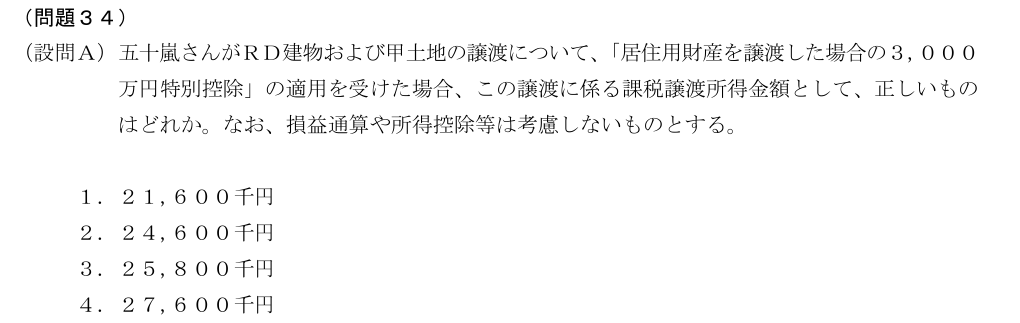 （問題３４）
（設問Ａ）五十嵐さんがＲＤ建物および甲土地の譲渡について、「居住用財産を譲渡した場合の３,０００
万円特別控除」の適用を受けた場合、この譲渡に係る課税譲渡所得金額として、正しいもの
はどれか。なお、損益通算や所得控除等は考慮しないものとする。
１．２１,６００千円
２．２４,６００千円
３．２５,８００千円
４．２７,６００千円